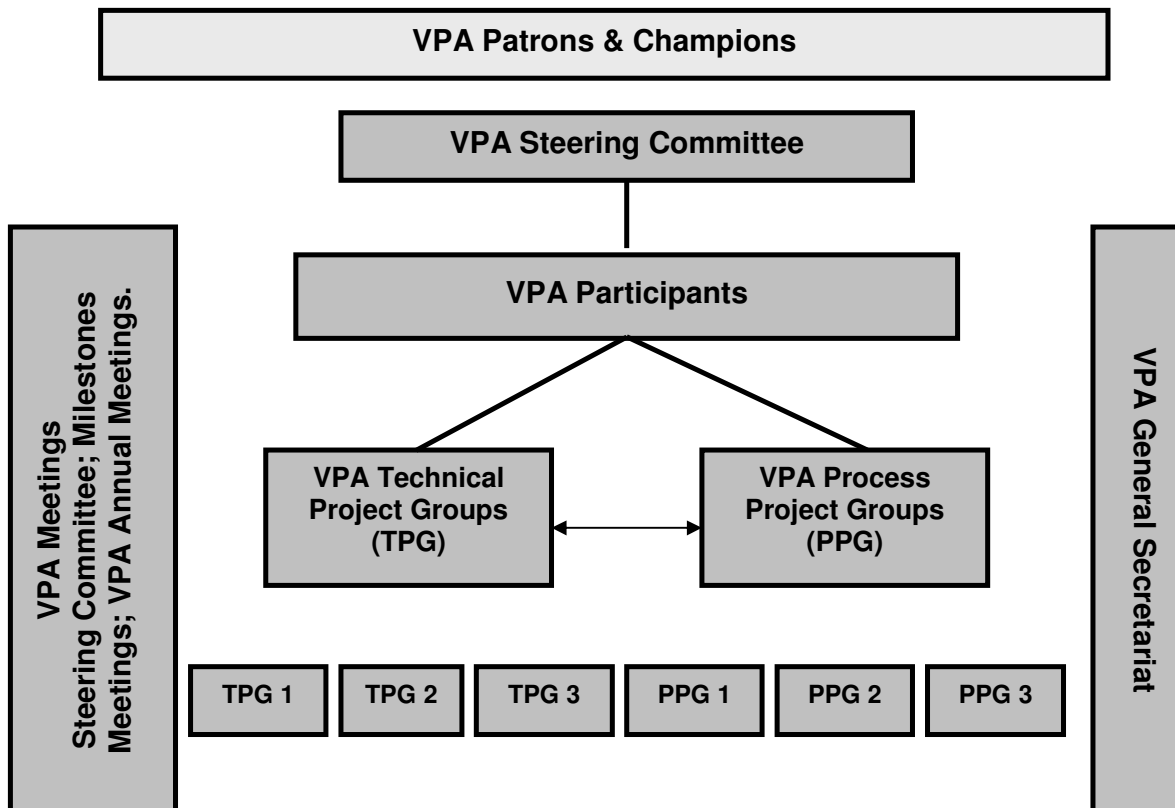 VPA Patrons & Champions
VPA Steering Committee
VPA Participants
VPA Meetings
Steering Committee; Milestones
Meetings; VPA Annual Meetings.
VPA General Secretariat
VPA Technical
Project Groups
(TPG)
VPA Process
Project Groups
(PPG)
TPG 1
TPG 2
TPG 3
PPG 1
PPG 2
PPG 3